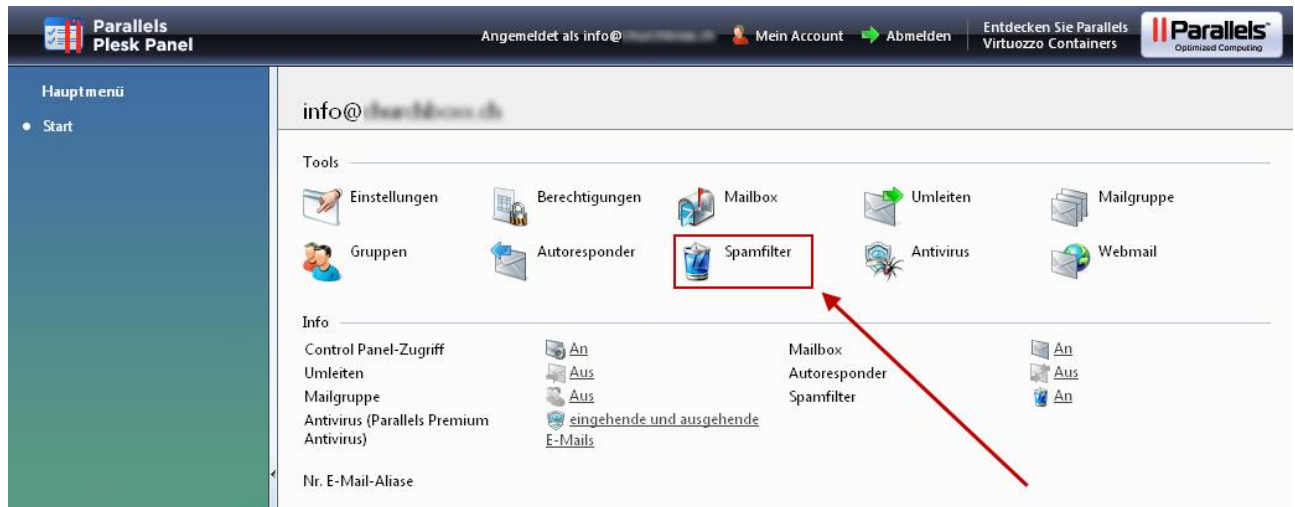 Parallels
Plesk Panel
Angemeldet als info@
Mein Account
Abmelden
Entdecken Sie Parallels
Virtuozzo Containers
Parallels™
Optimized Computing
Hauptmenü
Start
info@
Tools
Einstellungen
Berechtigungen
Mailbox
Umleiten
Mailgruppe
Gruppen
Autoresponder
Spamfilter
Antivirus
Webmail
Info
Control Panel-Zugriff An Mailbox An
Umleiten Aus Autoresponder Aus
Mailgruppe Aus Spamfilter An
Antivirus (Parallels Premium
Antivirus)
eingehende und ausgehende
E-Mails
Nr. E-Mail-Aliase